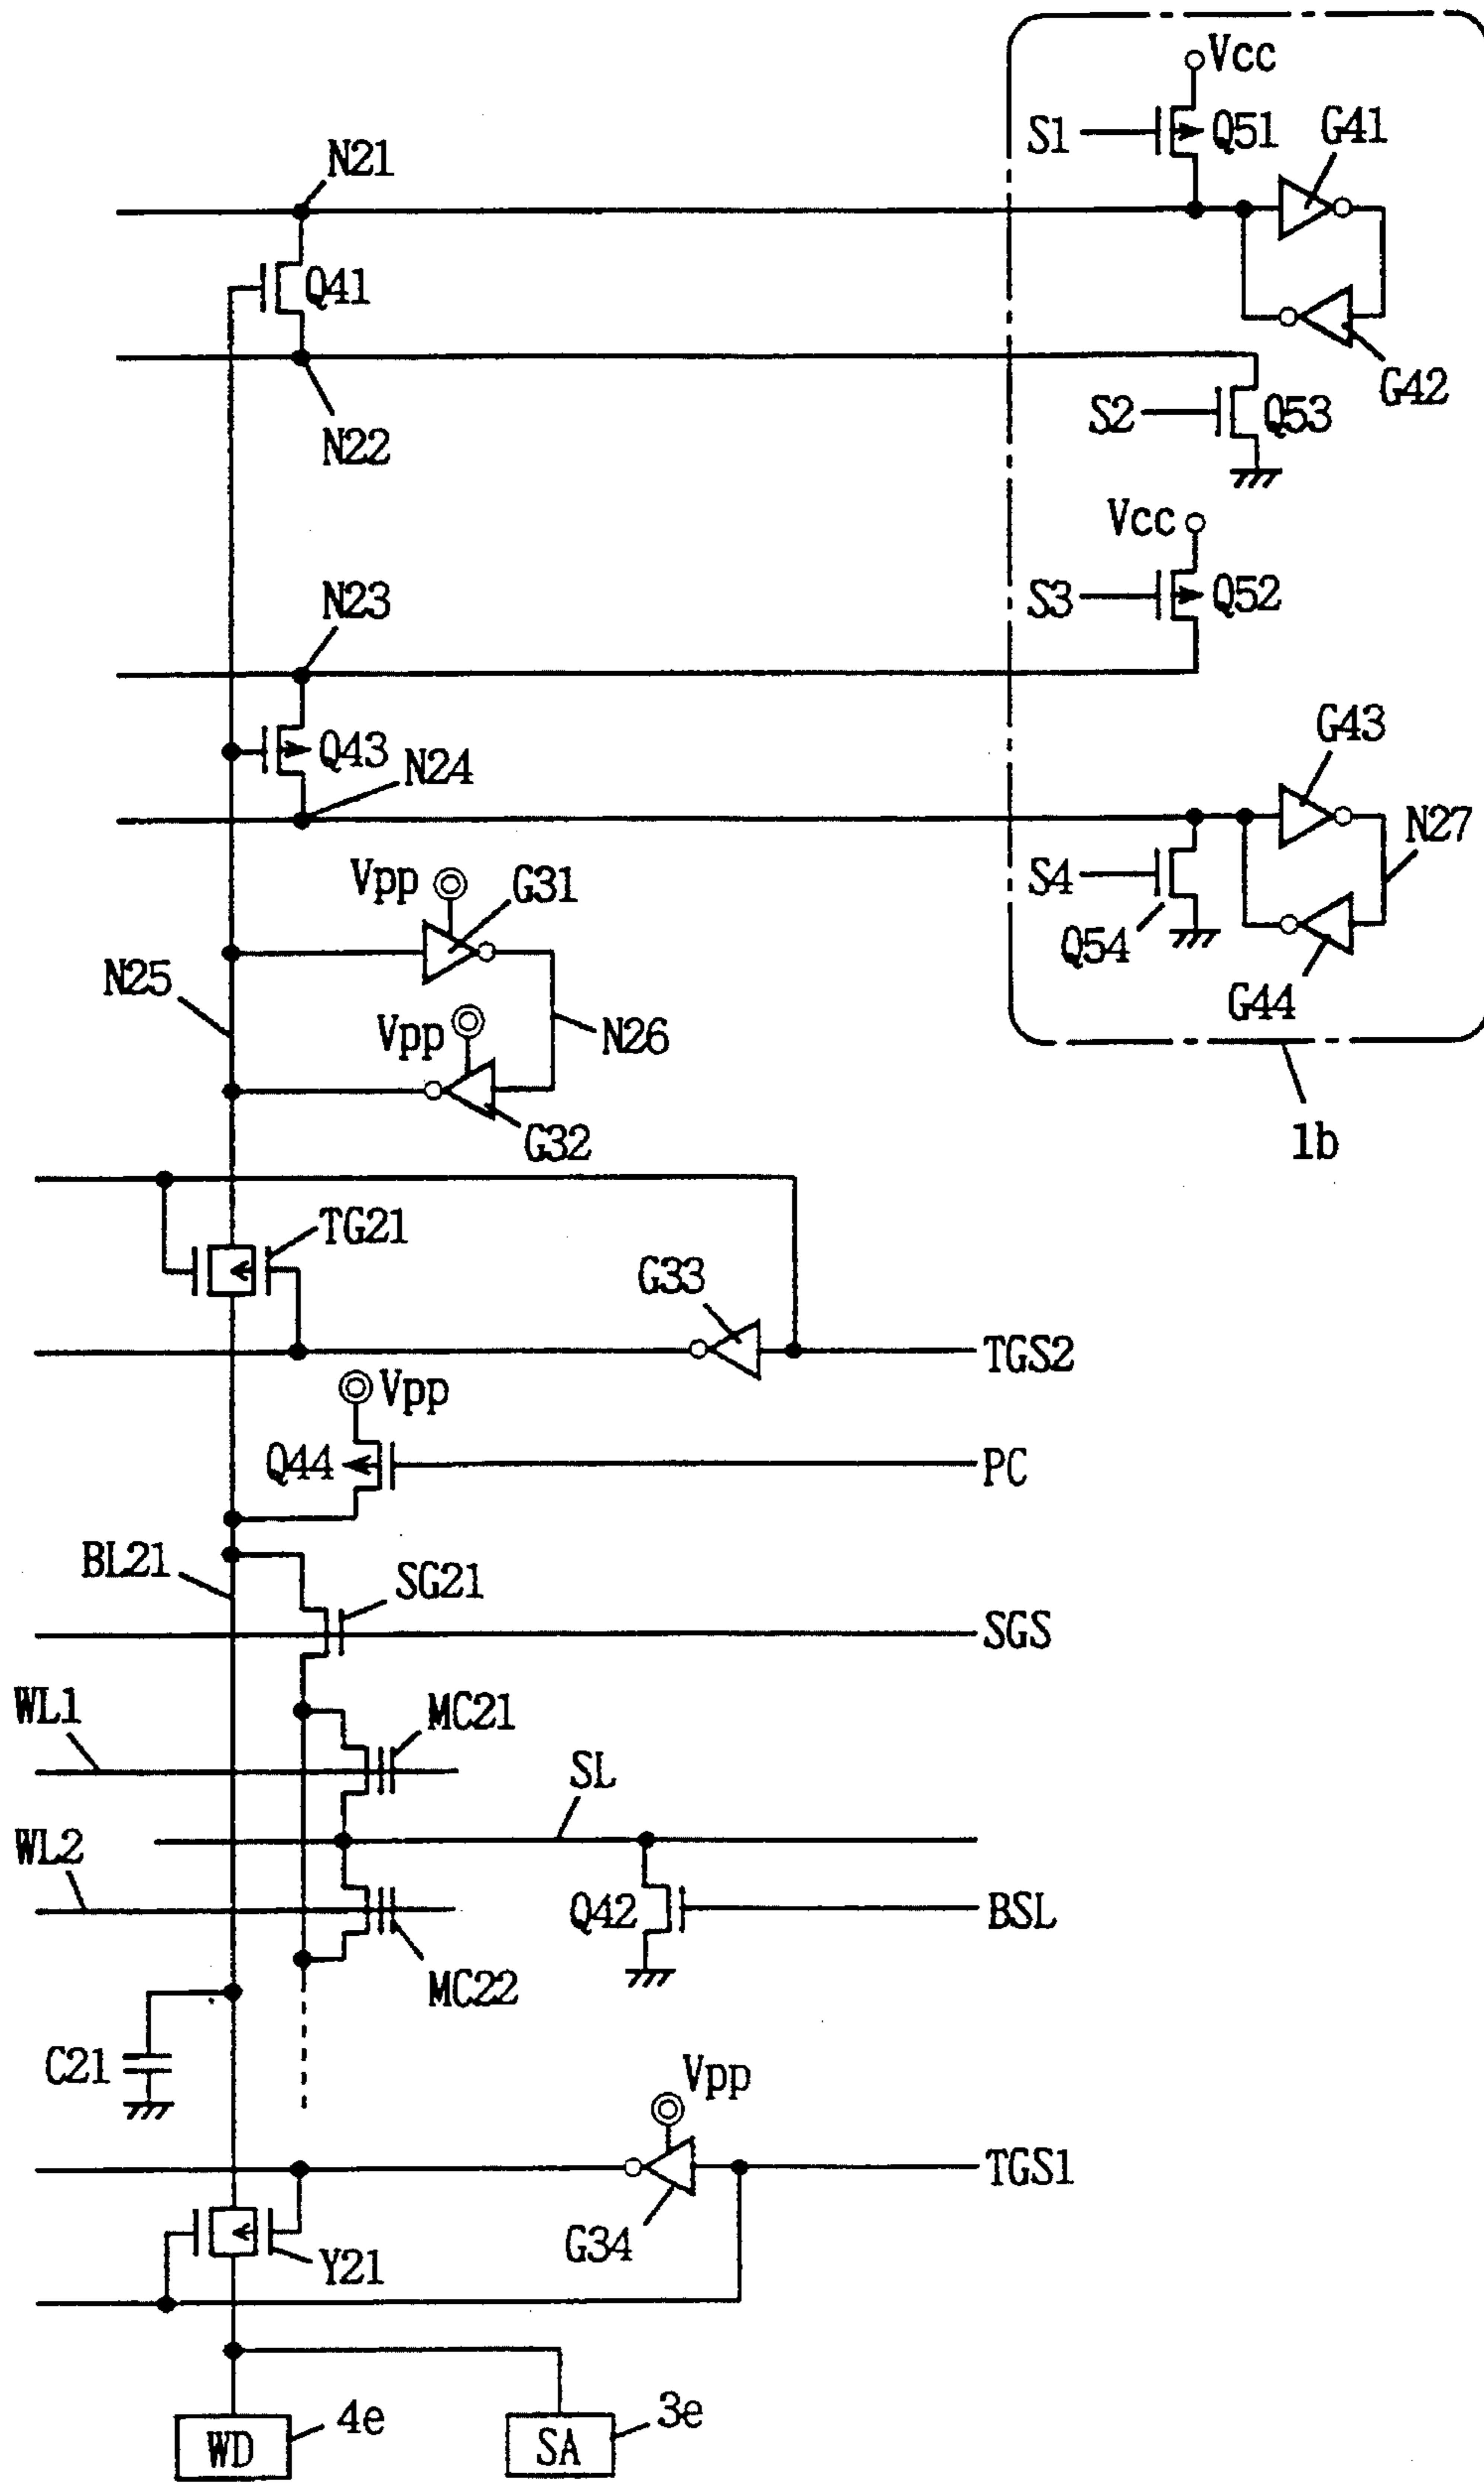 Vcc
S1
Q51
G41
N21
Q41
G42
S2
Q53
N22
Vcc
N23
S3
Q52
Q43
N24
G43
N27
Vpp
G31
S4
Q54
N25
Vpp
N26
G44
G32
1b
TG21
G33
TGS2
Vpp
Q44
PC
BL21
SG21
SGS
WL1
MC21
SL
WL2
Q42
BSL
MC22
C21
Vpp
TGS1
G34
Y21
4e
3e
WD
SA